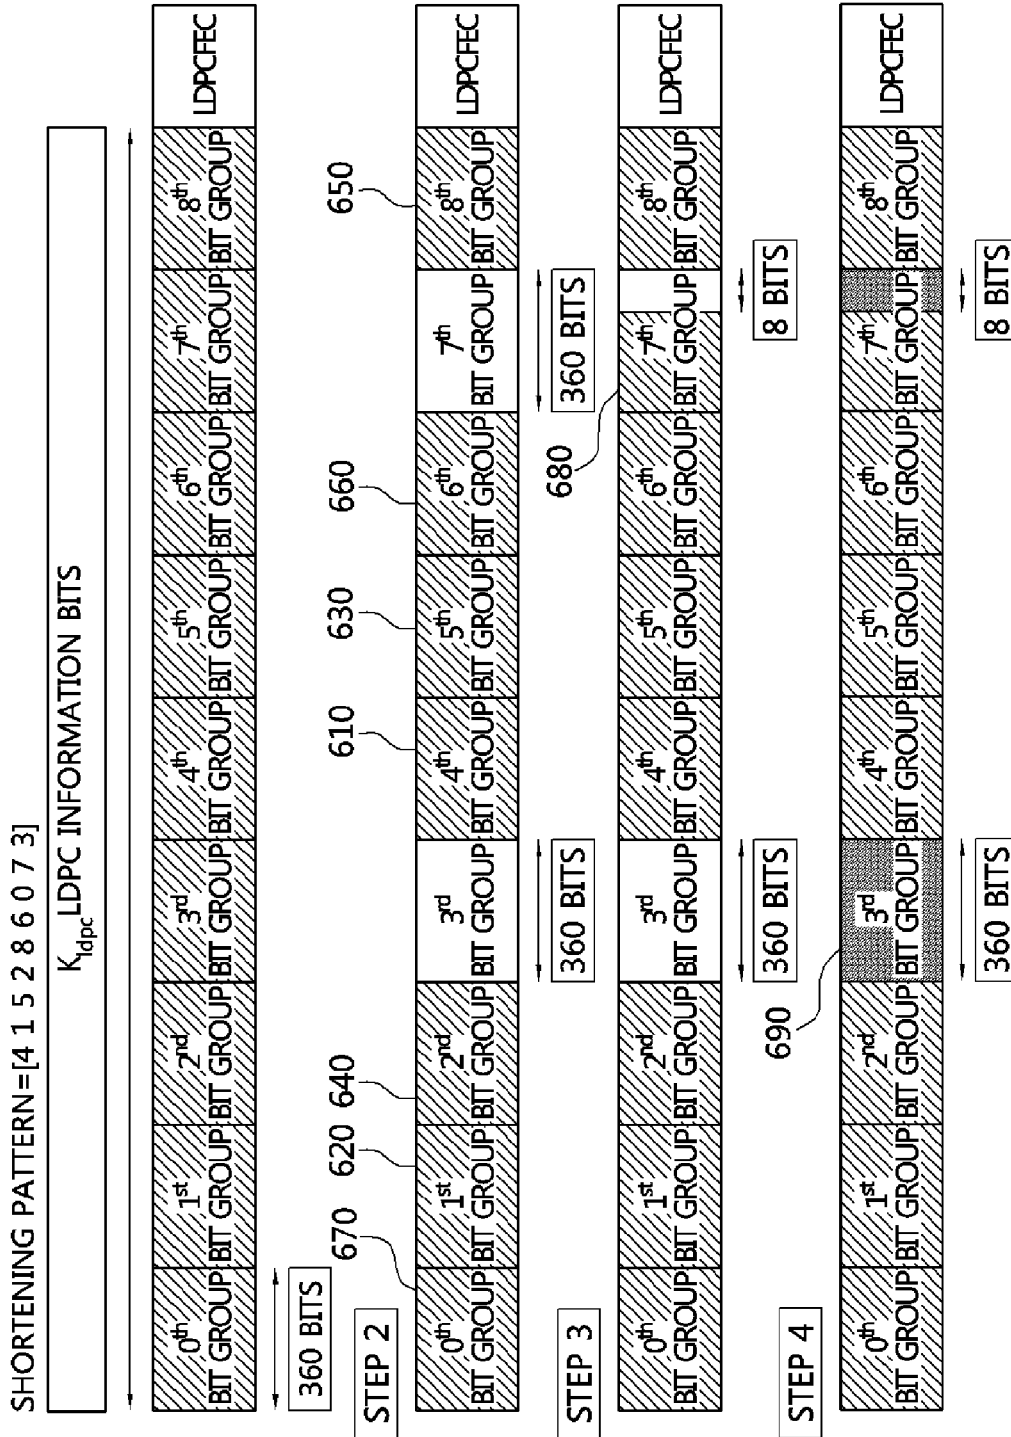 SHORTENING PATTERN=[4 1 5 2 8 6 0 7 3]
Kldpc LDPC INFORMATION BITS
0th BIT GROUP 1st BIT GROUP 2nd BIT GROUP 3rd BIT GROUP 4th BIT GROUP 5th BIT GROUP 6th BIT GROUP 7th BIT GROUP 8th BIT GROUP LDPCFEC
360 BITS
STEP 2
670 620 640 610 630 660 650
0th BIT GROUP 1st BIT GROUP 2nd BIT GROUP 3rd BIT GROUP 4th BIT GROUP 5th BIT GROUP 6th BIT GROUP 7th BIT GROUP 8th BIT GROUP LDPCFEC
360 BITS 360 BITS
STEP 3
680
0th BIT GROUP 1st BIT GROUP 2nd BIT GROUP 3rd BIT GROUP 4th BIT GROUP 5th BIT GROUP 6th BIT GROUP 7th BIT GROUP 8th BIT GROUP LDPCFEC
360 BITS 8 BITS
STEP 4
690
0th BIT GROUP 1st BIT GROUP 2nd BIT GROUP 3rd BIT GROUP 4th BIT GROUP 5th BIT GROUP 6th BIT GROUP 7th BIT GROUP 8th BIT GROUP LDPCFEC
360 BITS 8 BITS